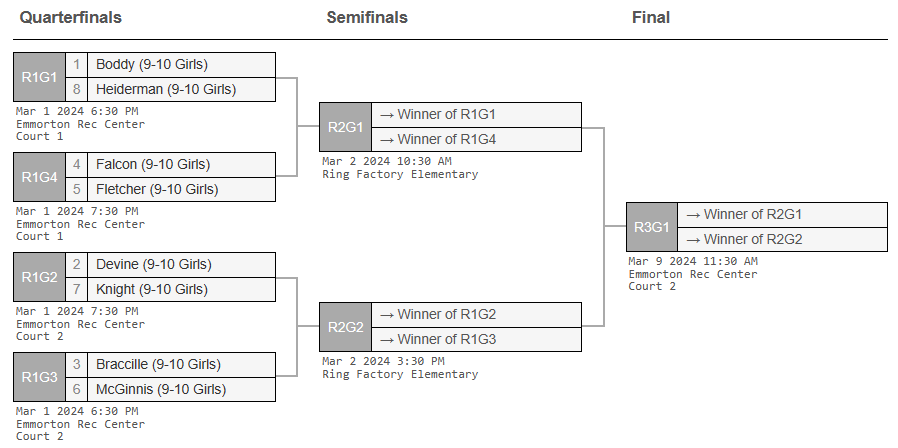 Quarterfinals
Semifinals
Final
R1G1
1 Boddy (9-10 Girls)
8 Heiderman (9-10 Girls)
Mar 1 2024 6:30 PM
Emmorton Rec Center
Court 1
R1G4
4 Falcon (9-10 Girls)
5 Fletcher (9-10 Girls)
Mar 1 2024 7:30 PM
Emmorton Rec Center
Court 1
R1G2
2 Devine (9-10 Girls)
7 Knight (9-10 Girls)
Mar 1 2024 7:30 PM
Emmorton Rec Center
Court 2
R1G3
3 Braccille (9-10 Girls)
6 McGinnis (9-10 Girls)
Mar 1 2024 6:30 PM
Emmorton Rec Center
Court 2
R2G1
→ Winner of R1G1
→ Winner of R1G4
Mar 2 2024 10:30 AM
Ring Factory Elementary
R2G2
→ Winner of R1G2
→ Winner of R1G3
Mar 2 2024 3:30 PM
Ring Factory Elementary
R3G1
→ Winner of R2G1
→ Winner of R2G2
Mar 9 2024 11:30 AM
Emmorton Rec Center
Court 2